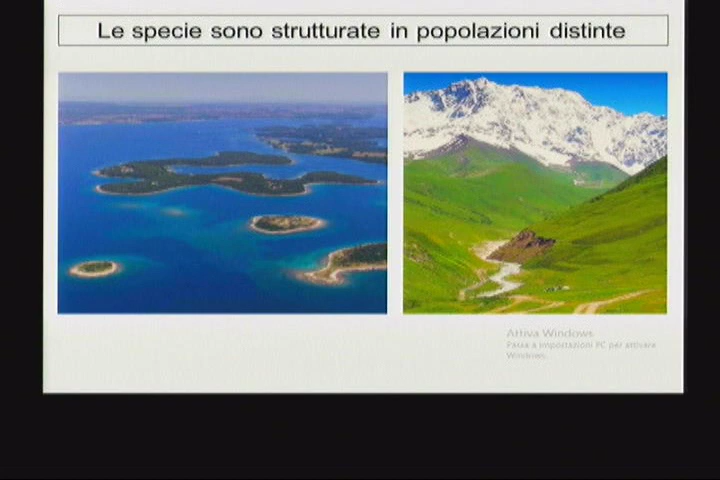 Le specie sono strutturate in popolazioni distinte
Attiva Windows
Passa a Impostazioni PC per attivare
Windows.